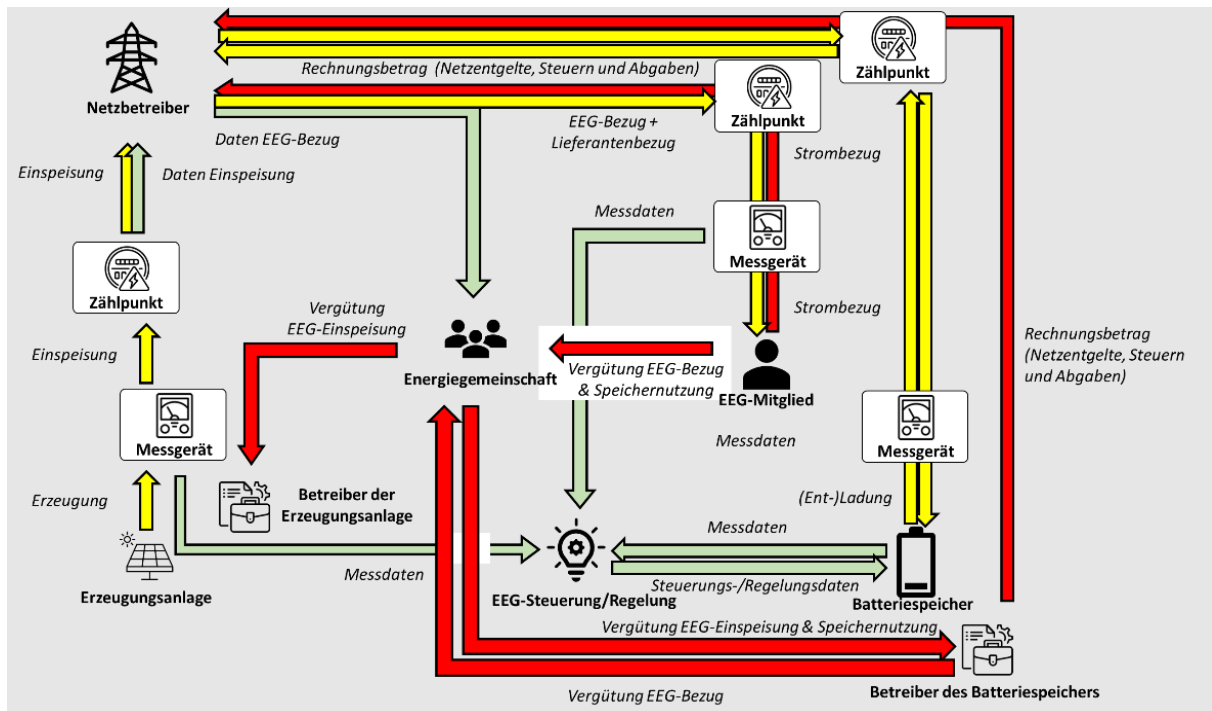 Rechnungsbetrag (Netzentgelte, Steuern und Abgaben)
Zählpunkt
Netzbetreiber
Zählpunkt
EEG-Bezug +
Lieferantenbezug
Daten EEG-Bezug
Strombezug
Einspeisung
Daten Einspeisung
Messdaten
Messgerät
Zählpunkt
Vergütung
EEG-Einspeisung
Strombezug
Rechnungsbetrag
(Netzentgelte, Steuern
und Abgaben)
Einspeisung
Energiegemeinschaft
Vergütung EEG-Bezug
& Speichernutzung
EEG-Mitglied
Messgerät
Messdaten
Messgerät
Erzeugung
Betreiber der
Erzeugungsanlage
(Ent-)Ladung
Messdaten
Messdaten
Steuerungs-/Regelungsdaten
Erzeugungsanlage
EEG-Steuerung/Regelung
Batteriespeicher
Vergütung EEG-Einspeisung & Speichernutzung
Vergütung EEG-Bezug
Betreiber des Batteriespeichers